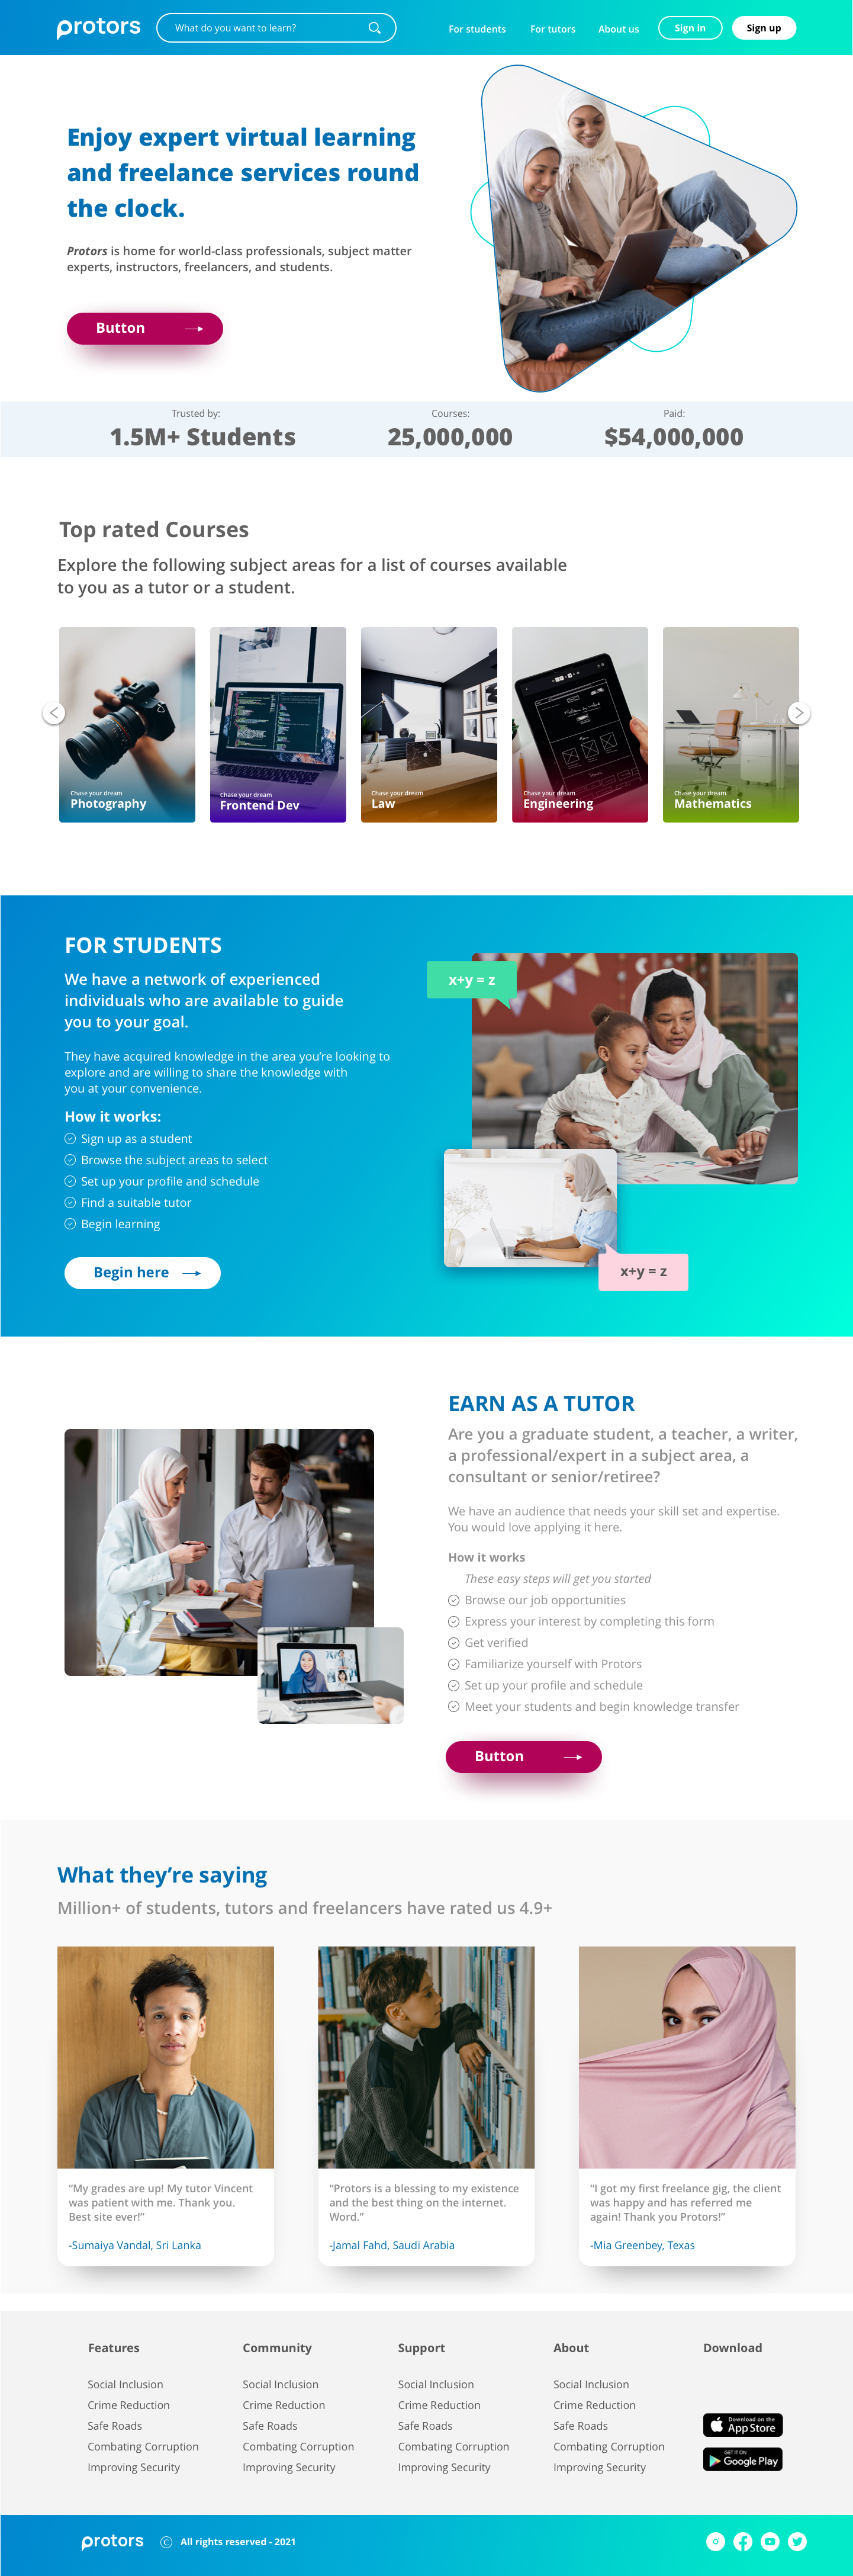 protors
What do you want to learn?
For students
For tutors
About us
Sign in
Sign up
Enjoy expert virtual learning
and freelance services round
the clock.
Protors is home for world-class professionals, subject matter
experts, instructors, freelancers, and students.
Button
Trusted by:
1.5M+ Students
Courses:
25,000,000
Paid:
$54,000,000
Top rated Courses
Explore the following subject areas for a list of courses available
to you as a tutor or a student.
Chase your dream
Photography
Chase your dream
Frontend Dev
Chase your dream
Law
Chase your dream
Engineering
Chase your dream
Mathematics
FOR STUDENTS
We have a network of experienced
individuals who are available to guide
you to your goal.
They have acquired knowledge in the area you’re looking to
explore and are willing to share the knowledge with
you at your convenience.
How it works:
Sign up as a student
Browse the subject areas to select
Set up your profile and schedule
Find a suitable tutor
Begin learning
Begin here
x+y = z
x+y = z
EARN AS A TUTOR
Are you a graduate student, a teacher, a writer,
a professional/expert in a subject area, a
consultant or senior/retiree?
We have an audience that needs your skill set and expertise.
You would love applying it here.
How it works
These easy steps will get you started
Browse our job opportunities
Express your interest by completing this form
Get verified
Familiarize yourself with Protors
Set up your profile and schedule
Meet your students and begin knowledge transfer
Button
What they’re saying
Million+ of students, tutors and freelancers have rated us 4.9+
“My grades are up! My tutor Vincent
was patient with me. Thank you.
Best site ever!”
-Sumaiya Vandal, Sri Lanka
“Protors is a blessing to my existence
and the best thing on the internet.
Word.”
-Jamal Fahd, Saudi Arabia
“I got my first freelance gig, the client
was happy and has referred me
again! Thank you Protors!”
-Mia Greenbey, Texas
Features
Social Inclusion
Crime Reduction
Safe Roads
Combating Corruption
Improving Security
Community
Social Inclusion
Crime Reduction
Safe Roads
Combating Corruption
Improving Security
Support
Social Inclusion
Crime Reduction
Safe Roads
Combating Corruption
Improving Security
About
Social Inclusion
Crime Reduction
Safe Roads
Combating Corruption
Improving Security
Download
Download on the
App Store
GET IT ON
Google Play
protors
© All rights reserved - 2021